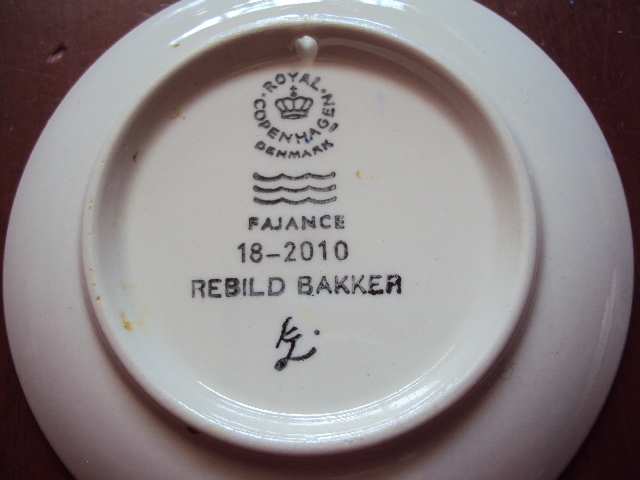 ROYAL
COPENHAGEN
DENMARK
FAJANCE
18-2010
REBILD BAKKER